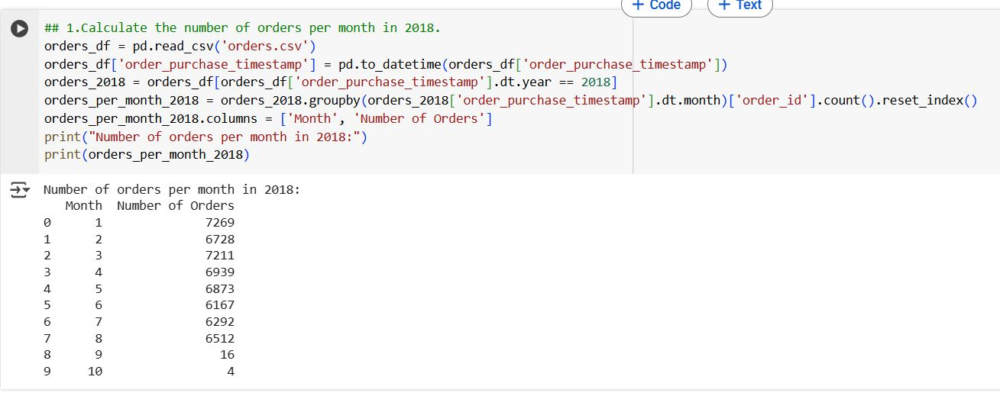 + Code + Text
## 1.Calculate the number of orders per month in 2018.
orders_df = pd.read_csv('orders.csv')
orders_df['order_purchase_timestamp'] = pd.to_datetime(orders_df['order_purchase_timestamp'])
orders_2018 = orders_df[orders_df['order_purchase_timestamp'].dt.year == 2018]
orders_per_month_2018 = orders_2018.groupby(orders_2018['order_purchase_timestamp'].dt.month)['order_id'].count().reset_index()
orders_per_month_2018.columns = ['Month', 'Number of Orders']
print("Number of orders per month in 2018:")
print(orders_per_month_2018)
Number of orders per month in 2018:
Month Number of Orders
0 1 7269
1 2 6728
2 3 7211
3 4 6939
4 5 6873
5 6 6167
6 7 6292
7 8 6512
8 9 16
9 10 4